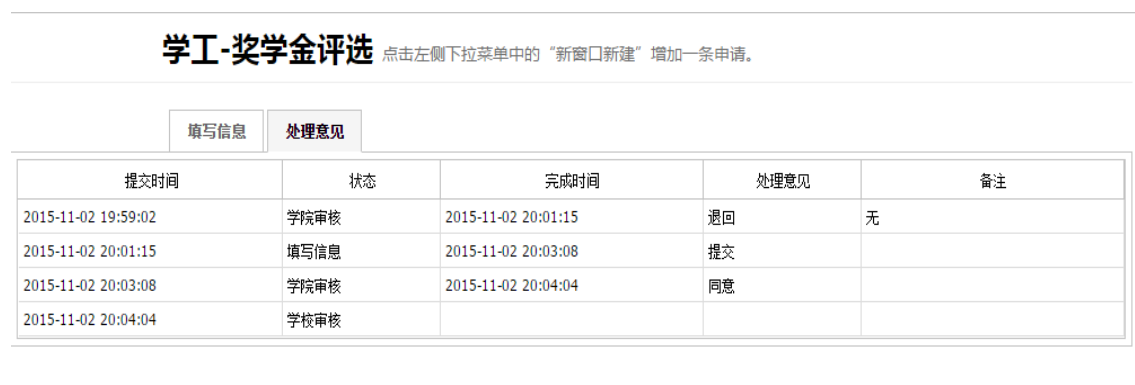 学工-奖学金评选 点击左侧下拉菜单中的“新窗口新建”增加一条申请。
填写信息 处理意见
提交时间 状态 完成时间 处理意见 备注
2015-11-02 19:59:02 学院审核 2015-11-02 20:01:15 退回 无
2015-11-02 20:01:15 填写信息 2015-11-02 20:03:08 提交
2015-11-02 20:03:08 学院审核 2015-11-02 20:04:04 同意
2015-11-02 20:04:04 学校审核